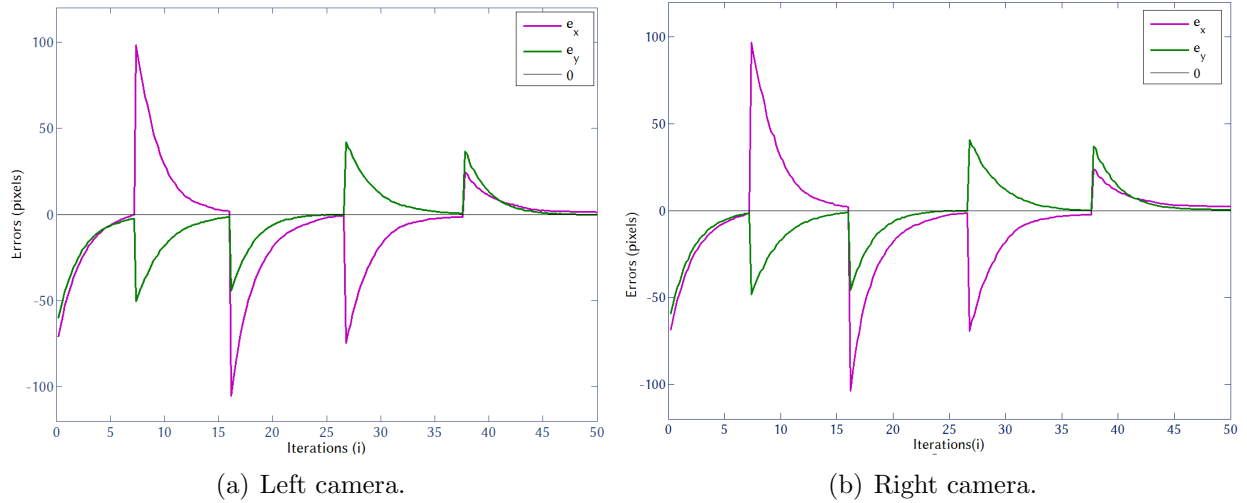 100
50
0
−50
−100
Errors (pixels)
0 5 10 15 20 25 30 35 40 45 50
Iterations (i)
e_x
e_y
0
(a) Left camera.
100
50
0
−50
−100
Errors (pixels)
0 5 10 15 20 25 30 35 40 45 50
Iterations(i)
e_x
e_y
0
(b) Right camera.